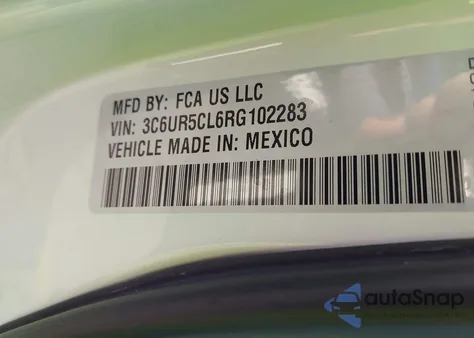 MFD BY: FCA US LLC
VIN: 3C6UR5CL6RG102283
VEHICLE MADE IN: MEXICO
autoSnap